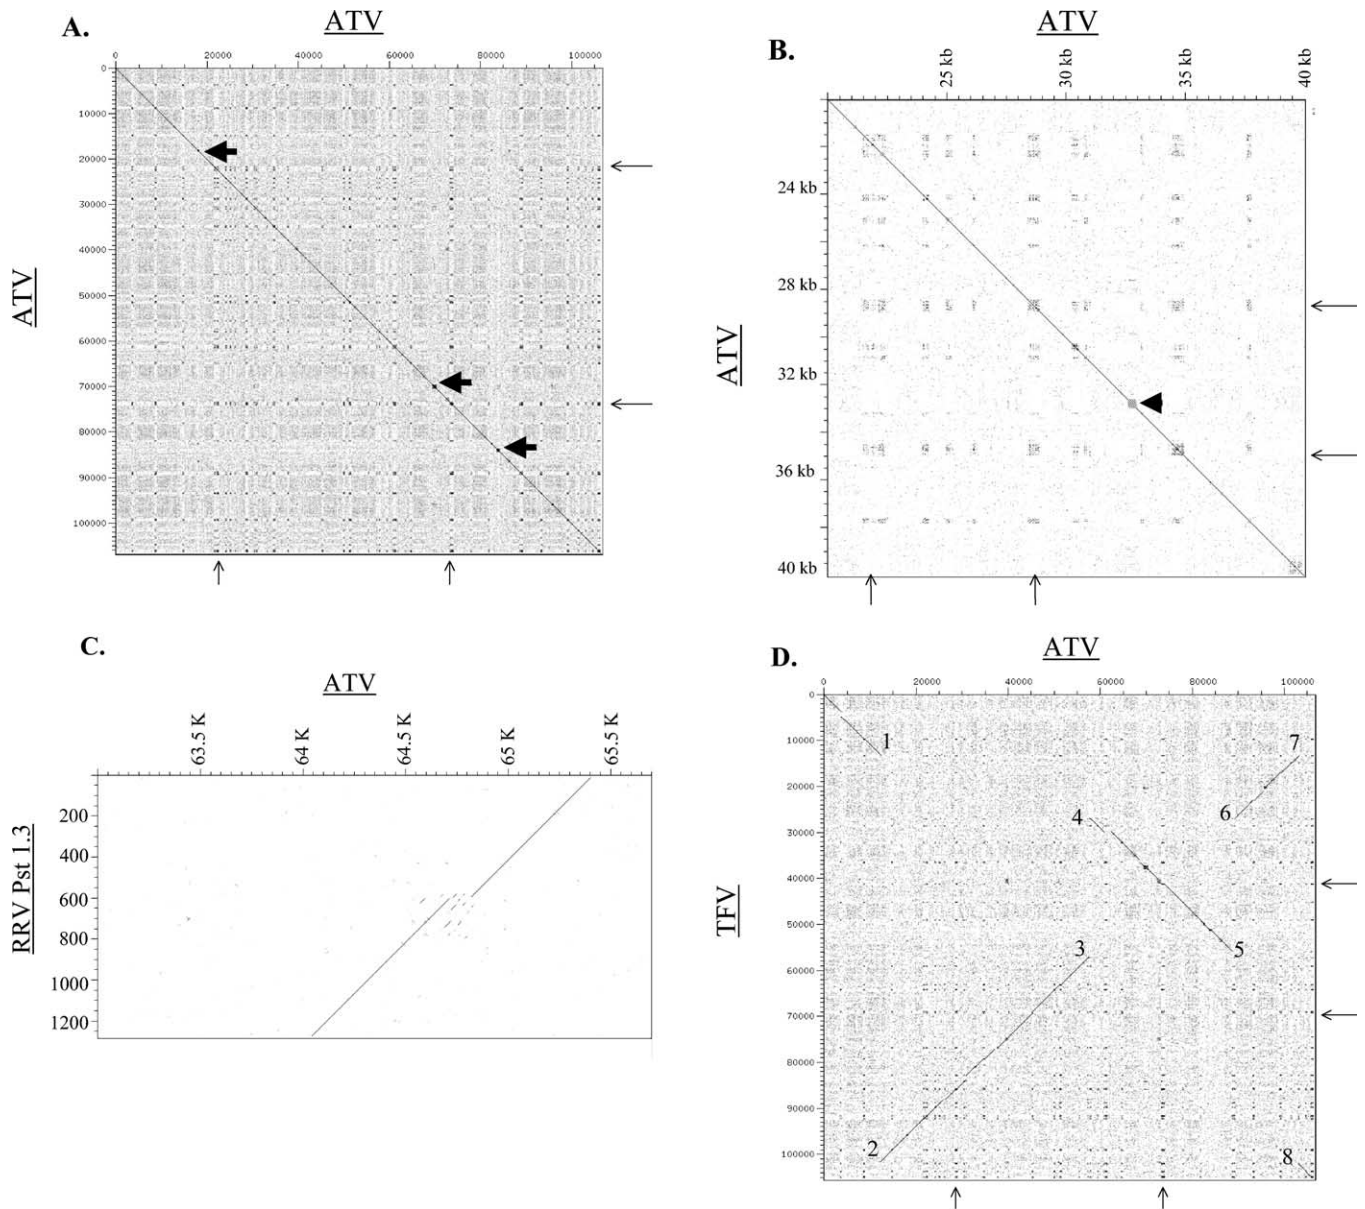 A.
ATV
0 20000 40000 60000 80000 100000
0
10000
20000
30000
40000
50000
60000
70000
80000
90000
100000
ATV
B.
ATV
25 kb 30 kb 35 kb 40 kb
24 kb
28 kb
32 kb
36 kb
40 kb
ATV
C.
ATV
63.5 K 64 K 64.5 K 65 K 65.5 K
200
400
600
800
1000
1200
RRV Pst 1.3
D.
ATV
0 20000 40000 60000 80000 100000
0
10000
20000
30000
40000
50000
60000
70000
80000
90000
100000
TFV
1
7
6
4
3
5
2
8